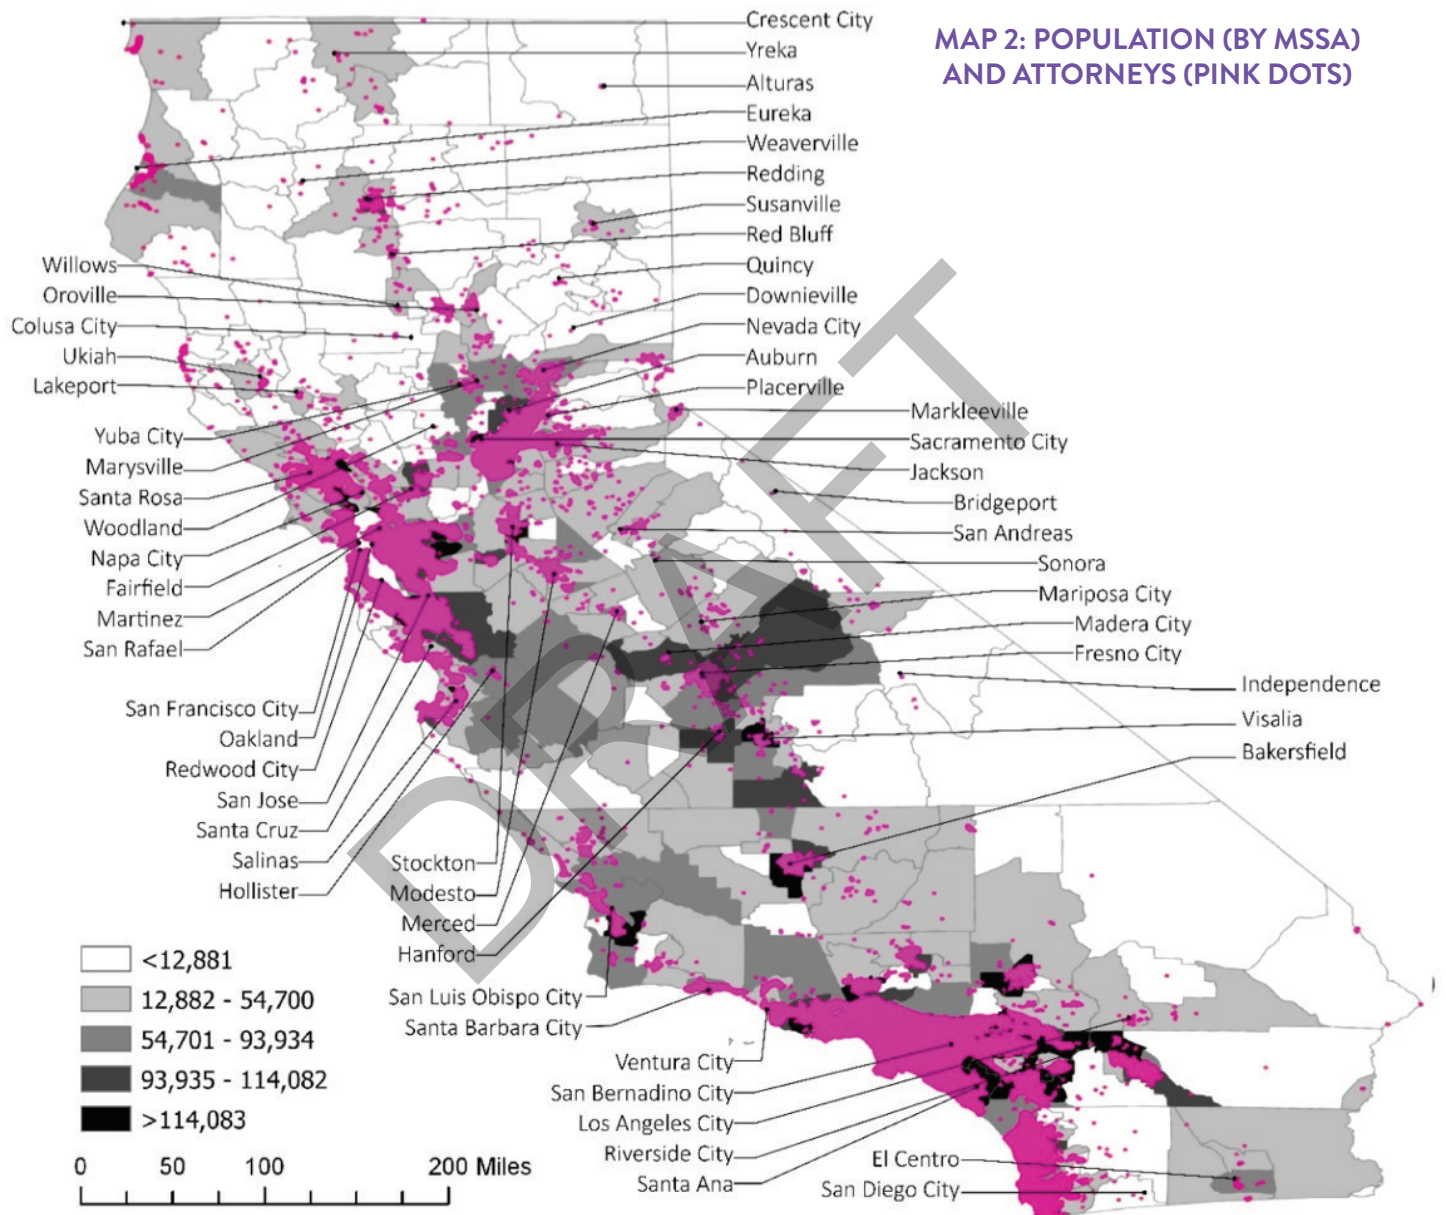 MAP 2: POPULATION (BY MSSA)
AND ATTORNEYS (PINK DOTS)
Crescent City
Yreka
Alturas
Eureka
Weaverville
Redding
Susanville
Red Bluff
Quincy
Downieville
Nevada City
Auburn
Placerville
Markleeville
Sacramento City
Jackson
Bridgeport
San Andreas
Sonora
Mariposa City
Madera City
Fresno City
Independence
Visalia
Bakersfield
Willows
Oroville
Colusa City
Ukiah
Lakeport
Yuba City
Marysville
Santa Rosa
Woodland
Napa City
Fairfield
Martinez
San Rafael
San Francisco City
Oakland
Redwood City
San Jose
Santa Cruz
Salinas
Hollister
Stockton
Modesto
Merced
Hanford
San Luis Obispo City
Santa Barbara City
Ventura City
San Bernadino City
Los Angeles City
Riverside City
Santa Ana
El Centro
San Diego City
DRAFT
<12,881
12,882 - 54,700
54,701 - 93,934
93,935 - 114,082
>114,083
0 50 100 200 Miles